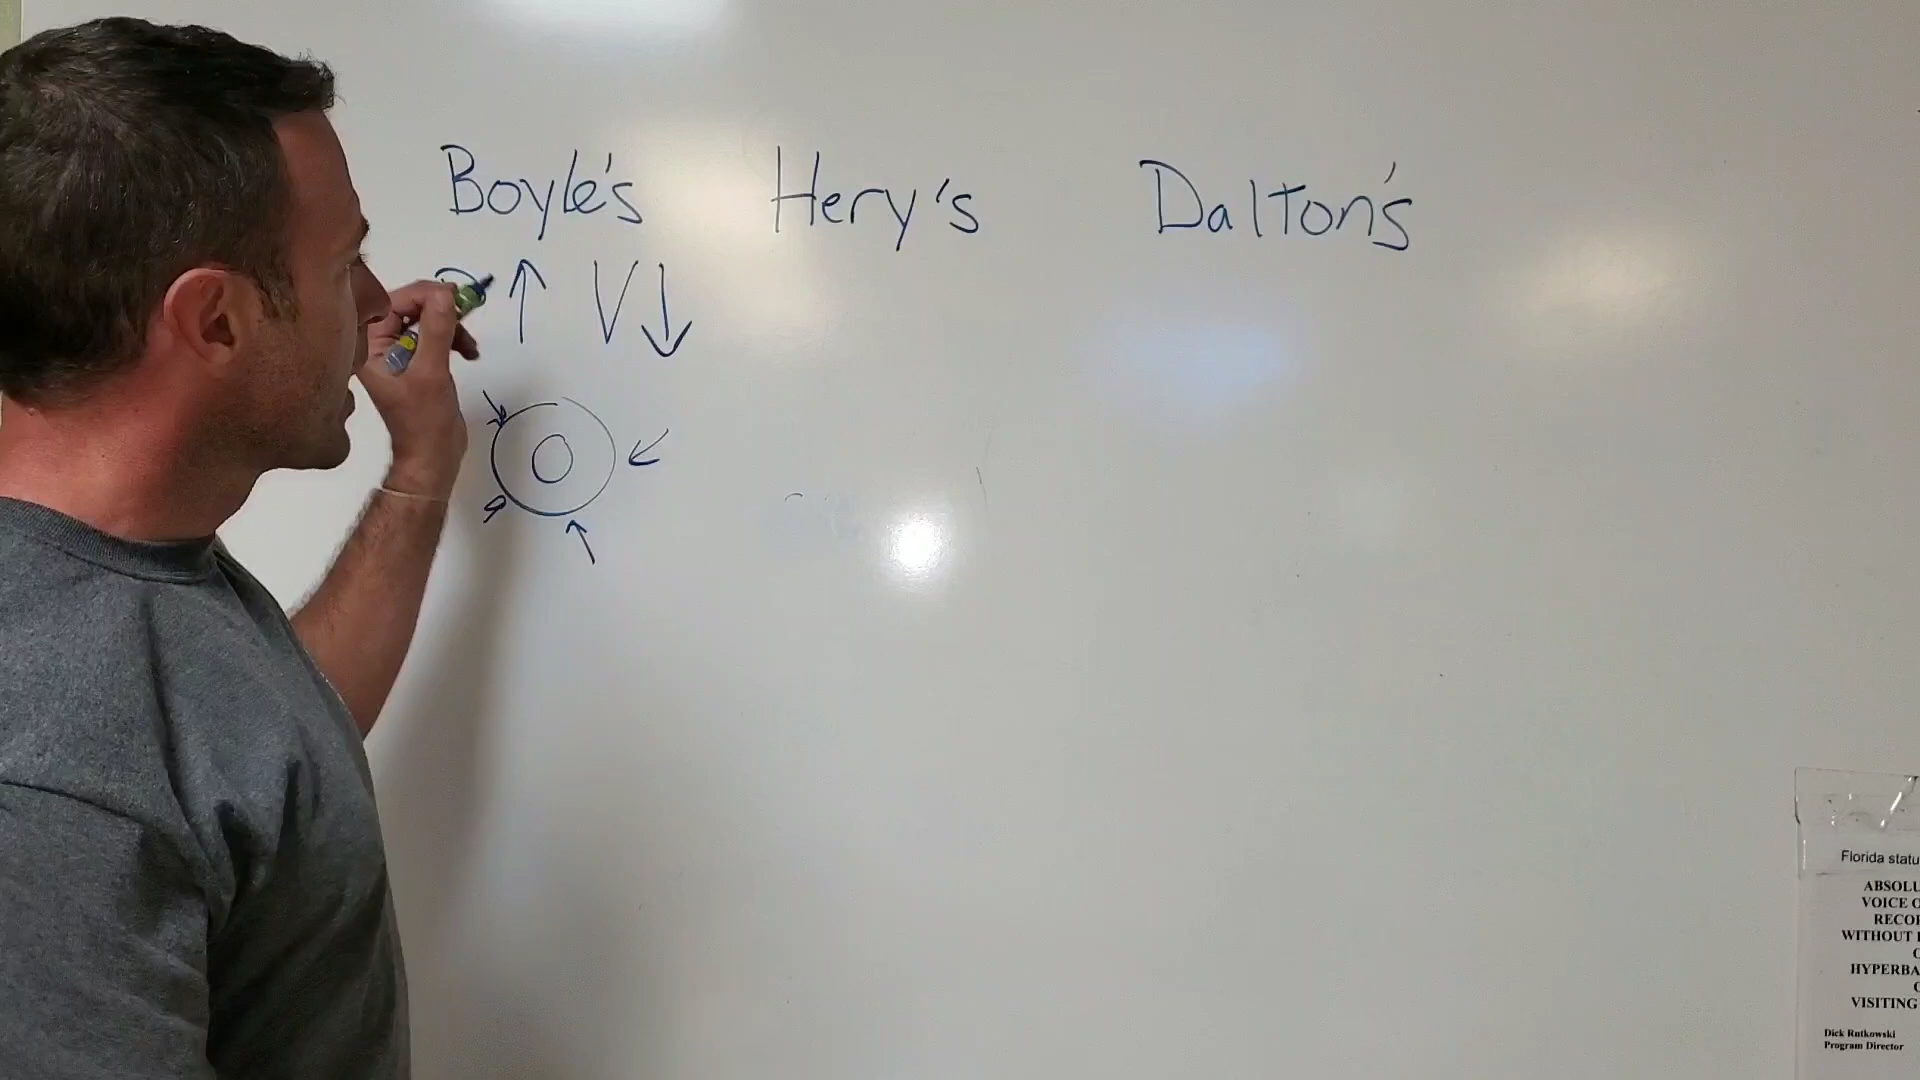 Boyle's Hery's Dalton's
P ↑ V ↓
Florida statu
ABSOLU
VOICE O
RECOR
WITHOUT
HYPERBA
VISITING
Dick Rutkowski
Program Director